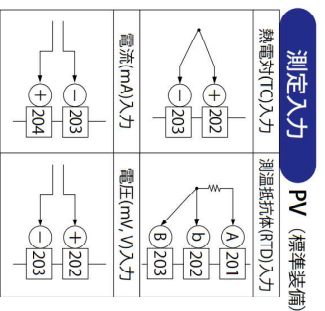 測定入力 PV （標準装備）
熱電対(TC)入力
+ 202
− 203
測温抵抗体(RTD)入力
A 201
b 202
B 203
電流(mA)入力
− 203
+ 204
電圧(mV, V)入力
+ 202
− 203